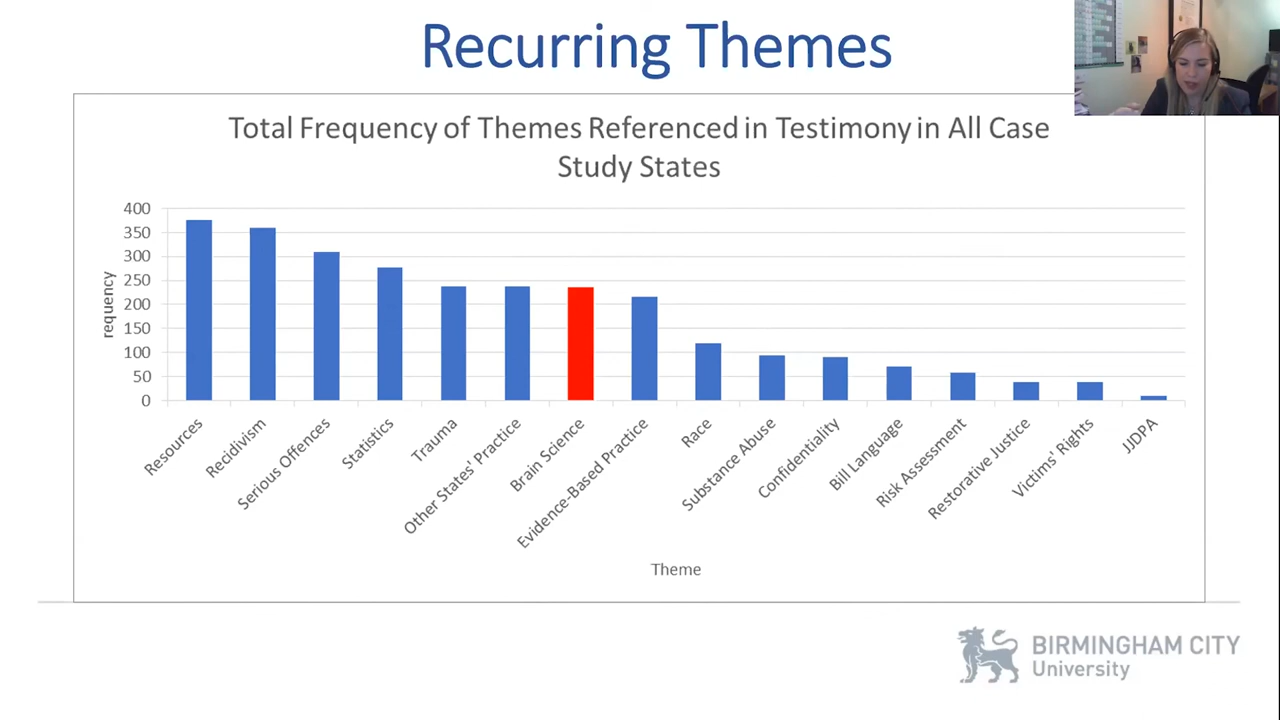 Recurring Themes
Total Frequency of Themes Referenced in Testimony in All Case
Study States
400
350
300
250
200
150
100
50
0
requency
Resources
Recidivism
Serious Offences
Statistics
Trauma
Other States' Practice
Brain Science
Evidence-Based Practice
Race
Substance Abuse
Confidentiality
Bill Language
Risk Assessment
Restorative Justice
Victims' Rights
JJDPA
Theme
BIRMINGHAM CITY
University